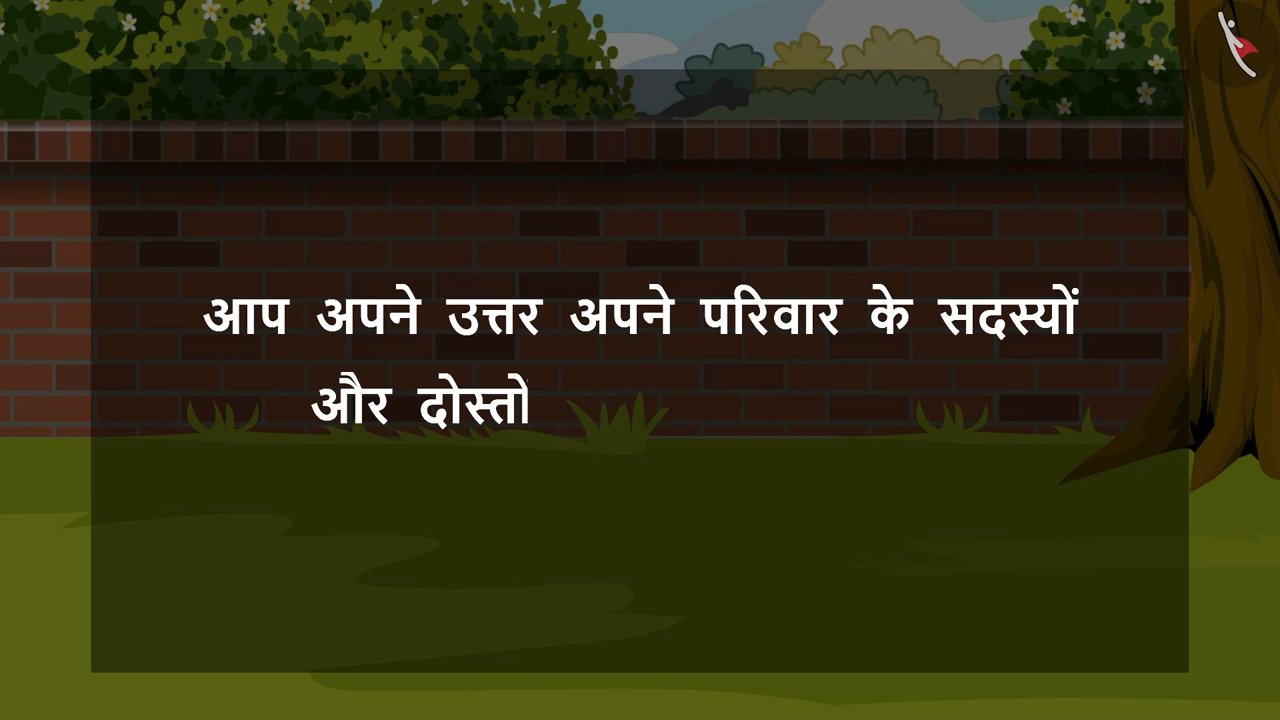 आप अपने उत्तर अपने परिवार के सदस्यों
और दोस्तो